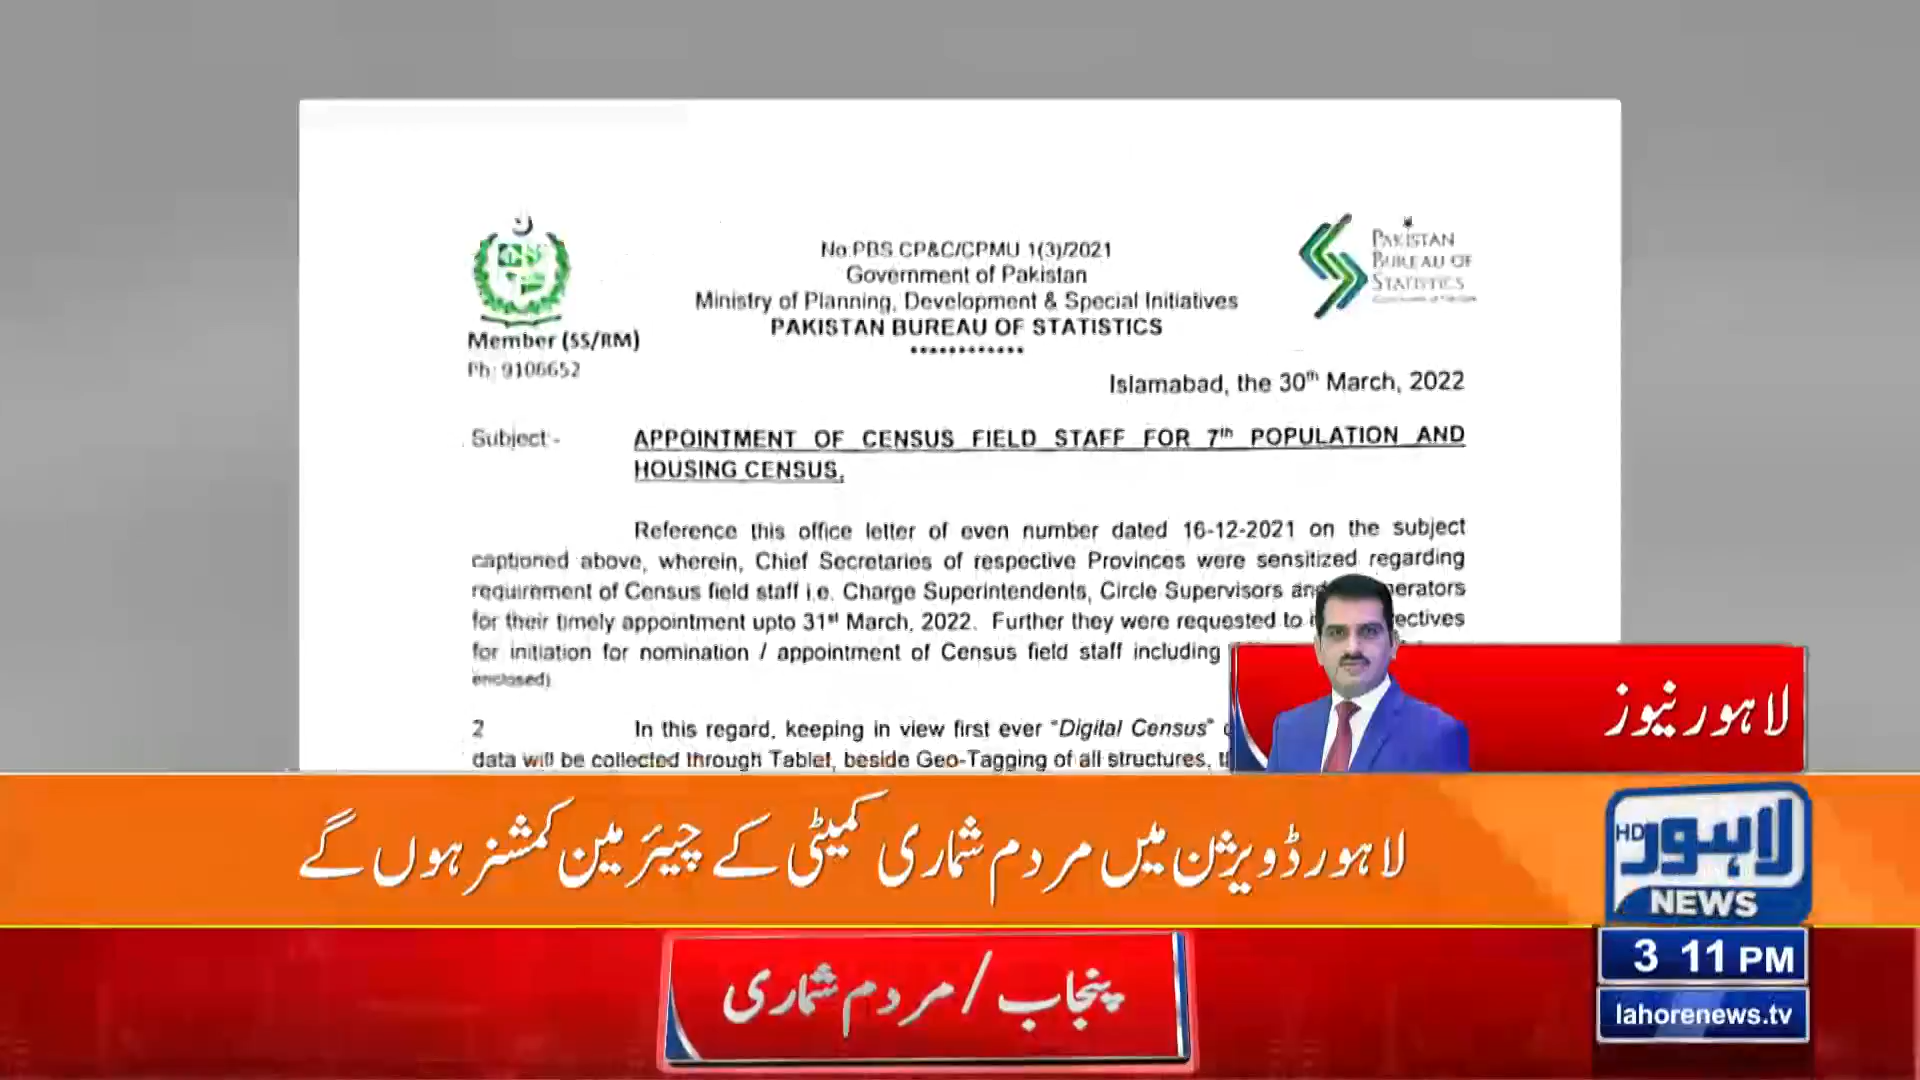 No.PBS.CP&C/CPMU 1(3)/2021
Government of Pakistan
Ministry of Planning, Development & Special Initiatives
PAKISTAN BUREAU OF STATISTICS
************
PAKISTAN
BUREAU OF
STATISTICS
Member (SS/RM)
Ph: 9106652
Islamabad, the 30th March, 2022
Subject:- APPOINTMENT OF CENSUS FIELD STAFF FOR 7th POPULATION AND
HOUSING CENSUS.
Reference this office letter of even number dated 16-12-2021 on the subject
captioned above, wherein, Chief Secretaries of respective Provinces were sensitized regarding
requirement of Census field staff i.e. Charge Superintendents, Circle Supervisors and
for their timely appointment upto 31st March, 2022. Further they were requested to
for initiation for nomination / appointment of Census field staff including
enclosed)
2 In this regard, keeping in view first ever "Digital Census"
data will be collected through Tablet, beside Geo-Tagging of all structures,
لاہور نیوز
لاہور ڈویژن میں مردم شماری کمیٹی کے چیئرمین کمشنر ہوں گے
لاہور
HD
NEWS
3 11 PM
پنجاب / مردم شماری
lahorenews.tv